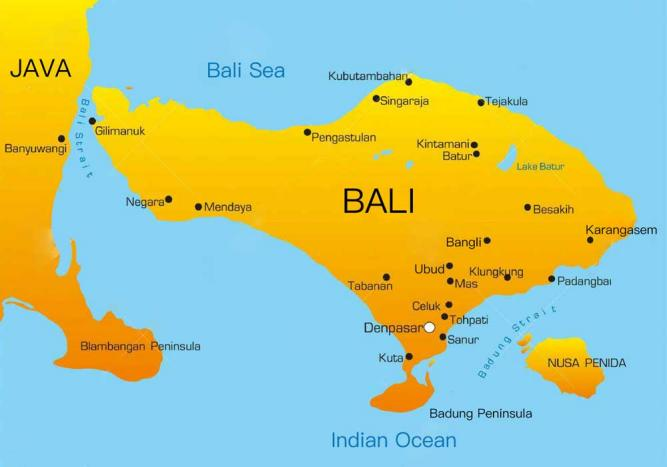 JAVA
Bali Sea
Kubutambahan
Singaraja
Tejakula
Bali Strait
Gilimanuk
Banyuwangi
Pengastulan
Kintamani
Batur
Lake Batur
Negara
Mendaya
BALI
Besakih
Karangasem
Bangli
Ubud
Klungkung
Mas
Tabanan
Padangbai
Celuk
Tohpati
Denpasar
Sanur
Badung Strait
Blambangan Peninsula
Kuta
NUSA PENIDA
Badung Peninsula
Indian Ocean